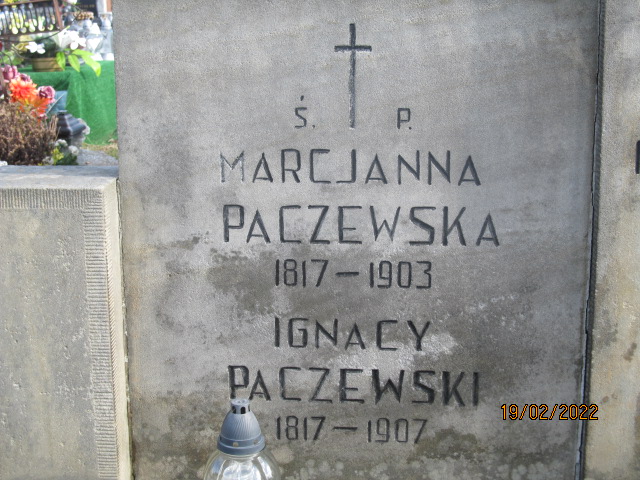 Ś. P.
MARCJANNA
PACZEWSKA
1817-1903
IGNACY
PACZEWSKI
1817-1907
19/02/2022